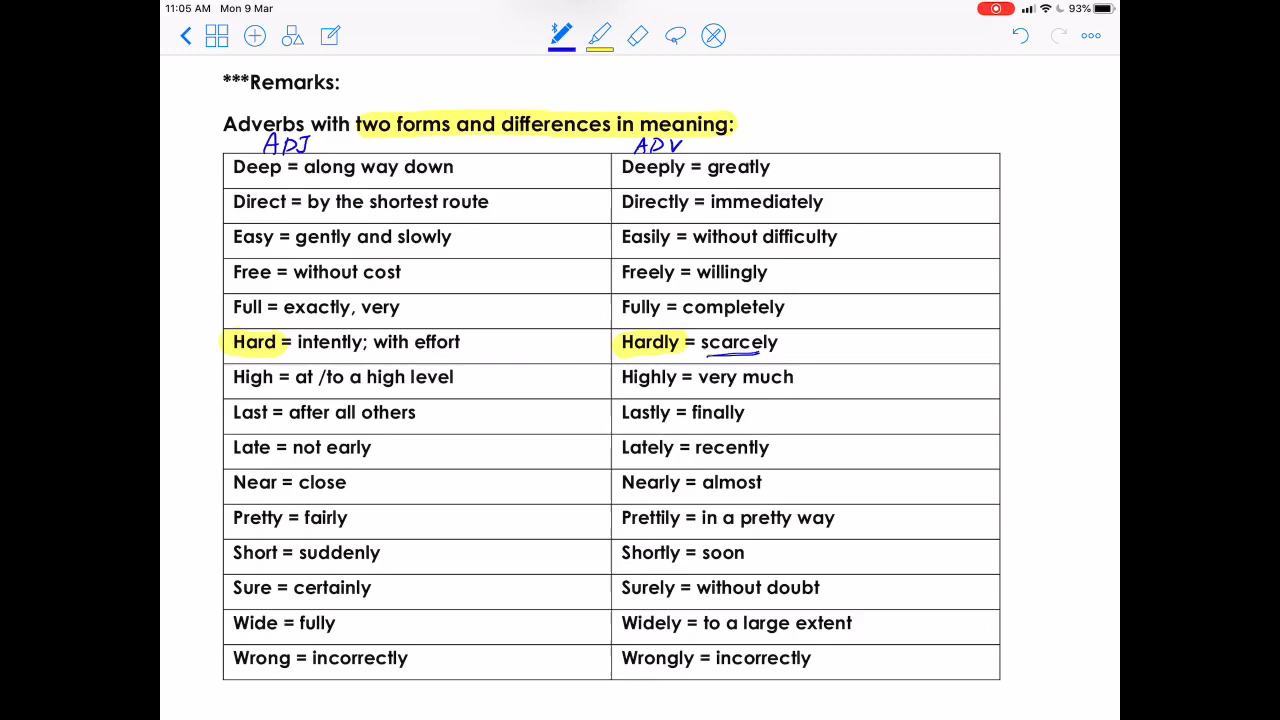 11:05 AM Mon 9 Mar 93%
***Remarks:
Adverbs with two forms and differences in meaning:
ADJ ADV
Deep = along way down Deeply = greatly
Direct = by the shortest route Directly = immediately
Easy = gently and slowly Easily = without difficulty
Free = without cost Freely = willingly
Full = exactly, very Fully = completely
Hard = intently; with effort Hardly = scarcely
High = at /to a high level Highly = very much
Last = after all others Lastly = finally
Late = not early Lately = recently
Near = close Nearly = almost
Pretty = fairly Prettily = in a pretty way
Short = suddenly Shortly = soon
Sure = certainly Surely = without doubt
Wide = fully Widely = to a large extent
Wrong = incorrectly Wrongly = incorrectly